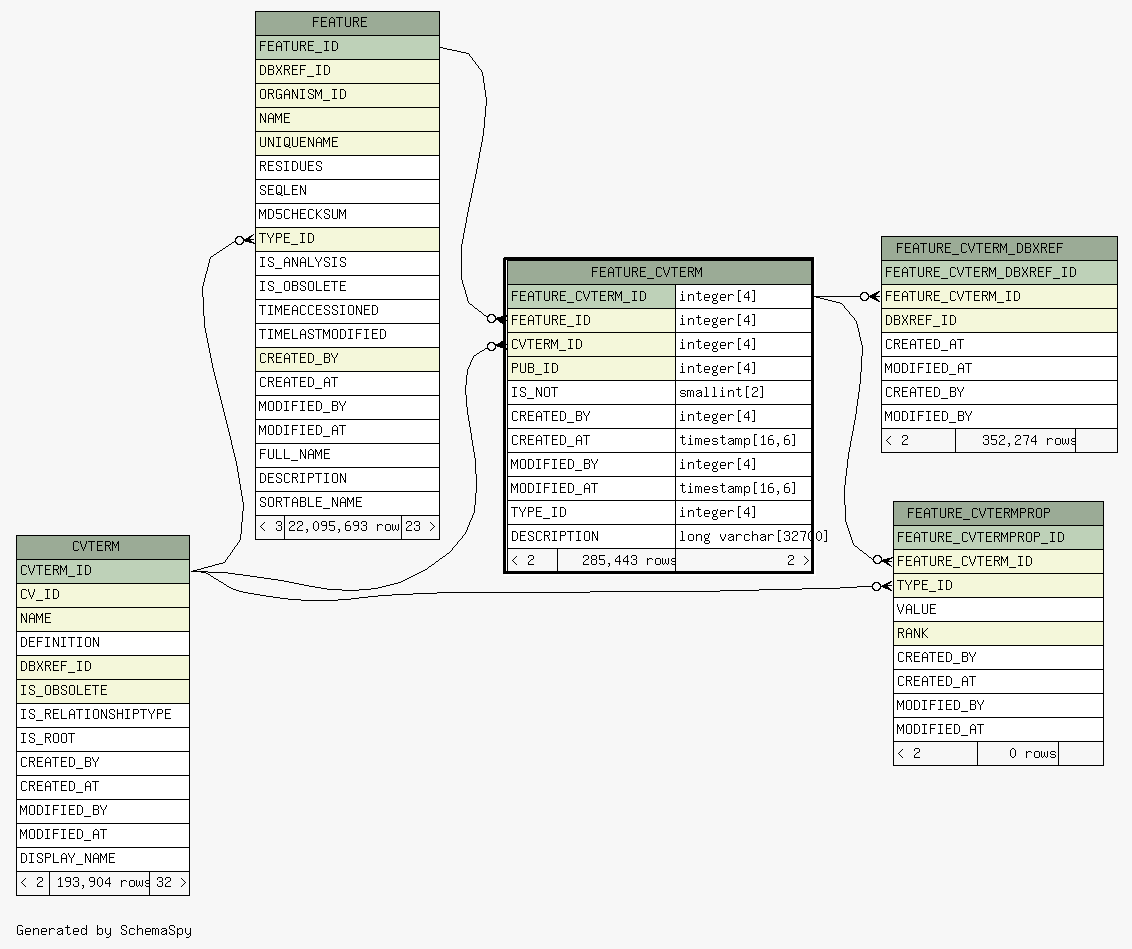 FEATURE
FEATURE_ID
DBXREF_ID
ORGANISM_ID
NAME
UNIQUENAME
RESIDUES
SEQLEN
MD5CHECKSUM
TYPE_ID
IS_ANALYSIS
IS_OBSOLETE
TIMEACCESSIONED
TIMELASTMODIFIED
CREATED_BY
CREATED_AT
MODIFIED_BY
MODIFIED_AT
FULL_NAME
DESCRIPTION
SORTABLE_NAME
< 3 22,095,693 row 23 >
CVTERM
CVTERM_ID
CV_ID
NAME
DEFINITION
DBXREF_ID
IS_OBSOLETE
IS_RELATIONSHIPTYPE
IS_ROOT
CREATED_BY
CREATED_AT
MODIFIED_BY
MODIFIED_AT
DISPLAY_NAME
< 2 193,904 rows 32 >
FEATURE_CVTERM
FEATURE_CVTERM_ID integer[4]
FEATURE_ID integer[4]
CVTERM_ID integer[4]
PUB_ID integer[4]
IS_NOT smallint[2]
CREATED_BY integer[4]
CREATED_AT timestamp[16,6]
MODIFIED_BY integer[4]
MODIFIED_AT timestamp[16,6]
TYPE_ID integer[4]
DESCRIPTION long varchar[32700]
< 2 285,443 rows 2 >
FEATURE_CVTERM_DBXREF
FEATURE_CVTERM_DBXREF_ID
FEATURE_CVTERM_ID
DBXREF_ID
CREATED_AT
MODIFIED_AT
CREATED_BY
MODIFIED_BY
< 2 352,274 rows
FEATURE_CVTERMPROP
FEATURE_CVTERMPROP_ID
FEATURE_CVTERM_ID
TYPE_ID
VALUE
RANK
CREATED_BY
CREATED_AT
MODIFIED_BY
MODIFIED_AT
< 2 0 rows
Generated by SchemaSpy